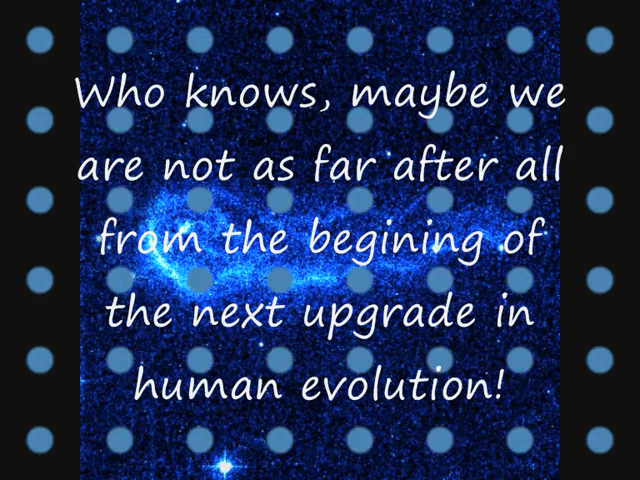 Who knows, maybe we
are not as far after all
from the begining of
the next upgrade in
human evolution!